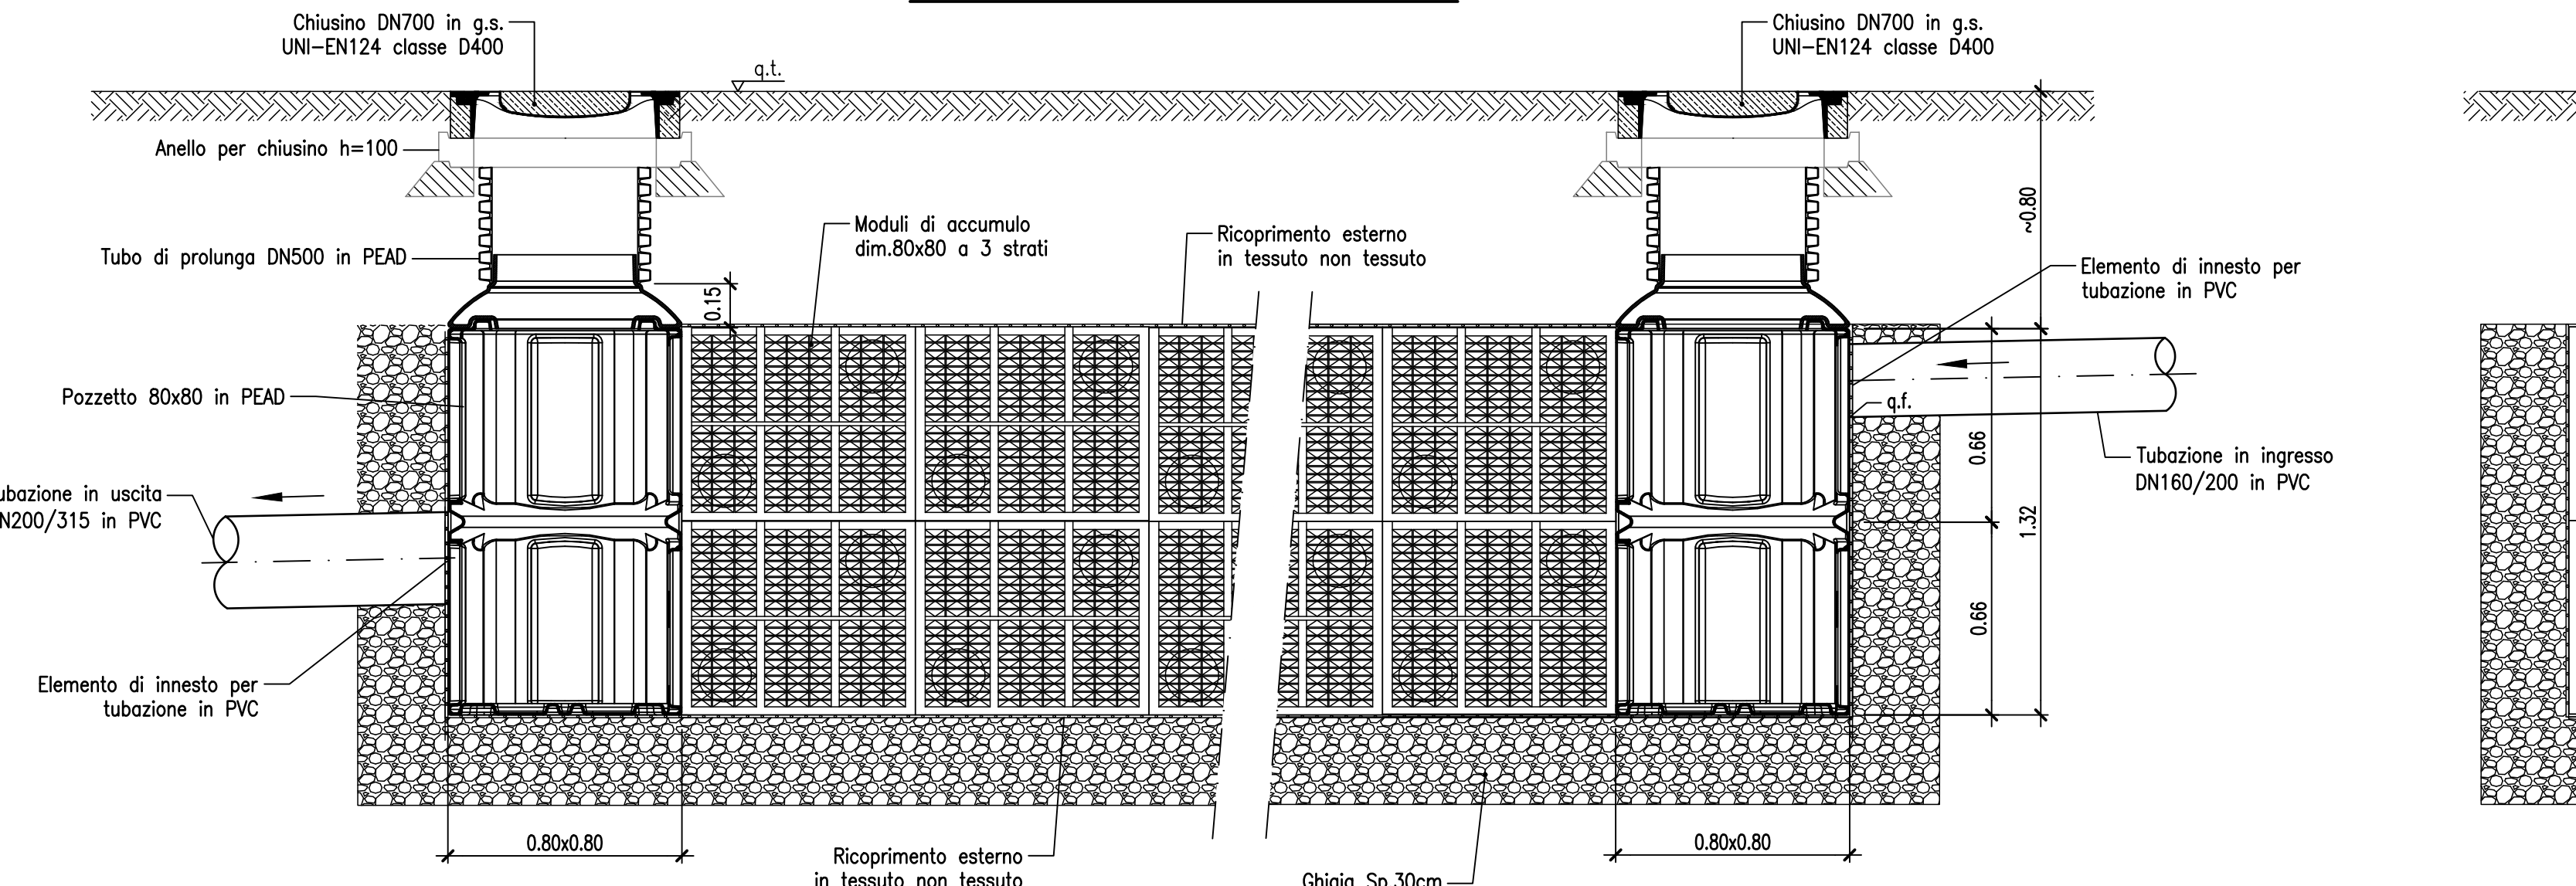 Chiusino DN700 in g.s.
UNI-EN124 classe D400
q.t.
Chiusino DN700 in g.s.
UNI-EN124 classe D400
Anello per chiusino h=100
Tubo di prolunga DN500 in PEAD
Moduli di accumulo
dim.80x80 a 3 strati
Ricoprimento esterno
in tessuto non tessuto
~0.80
Elemento di innesto per
tubazione in PVC
0.15
Pozzetto 80x80 in PEAD
q.f.
0.66
Tubazione in ingresso
DN160/200 in PVC
ubazione in uscita
N200/315 in PVC
1.32
0.66
Elemento di innesto per
tubazione in PVC
0.80x0.80
0.80x0.80
Ricoprimento esterno
in tessuto non tessuto
Ghiaia Sp.30cm